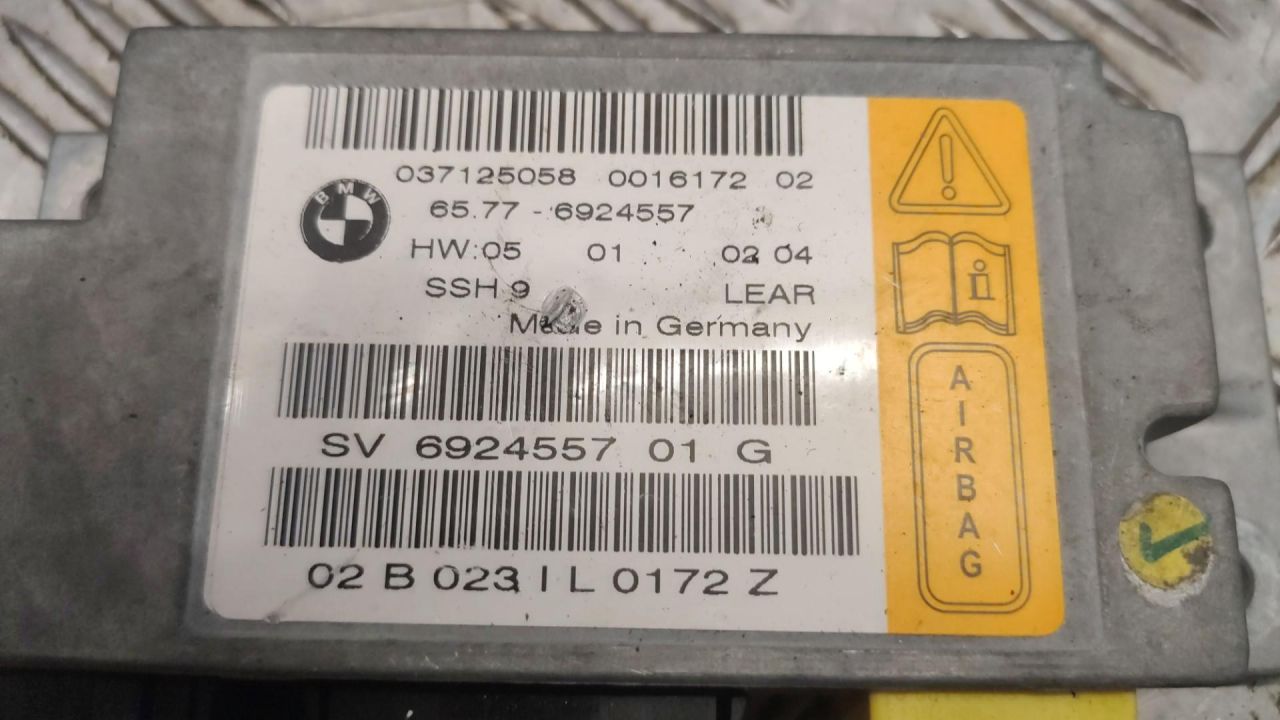 037125058 0016172 02
BMW
65.77 - 6924557
HW:05 01 02 04
SSH 9 LEAR
Made in Germany
SV 6924557 01 G
02 B 023 I L 0172 Z
i
AIRBAG